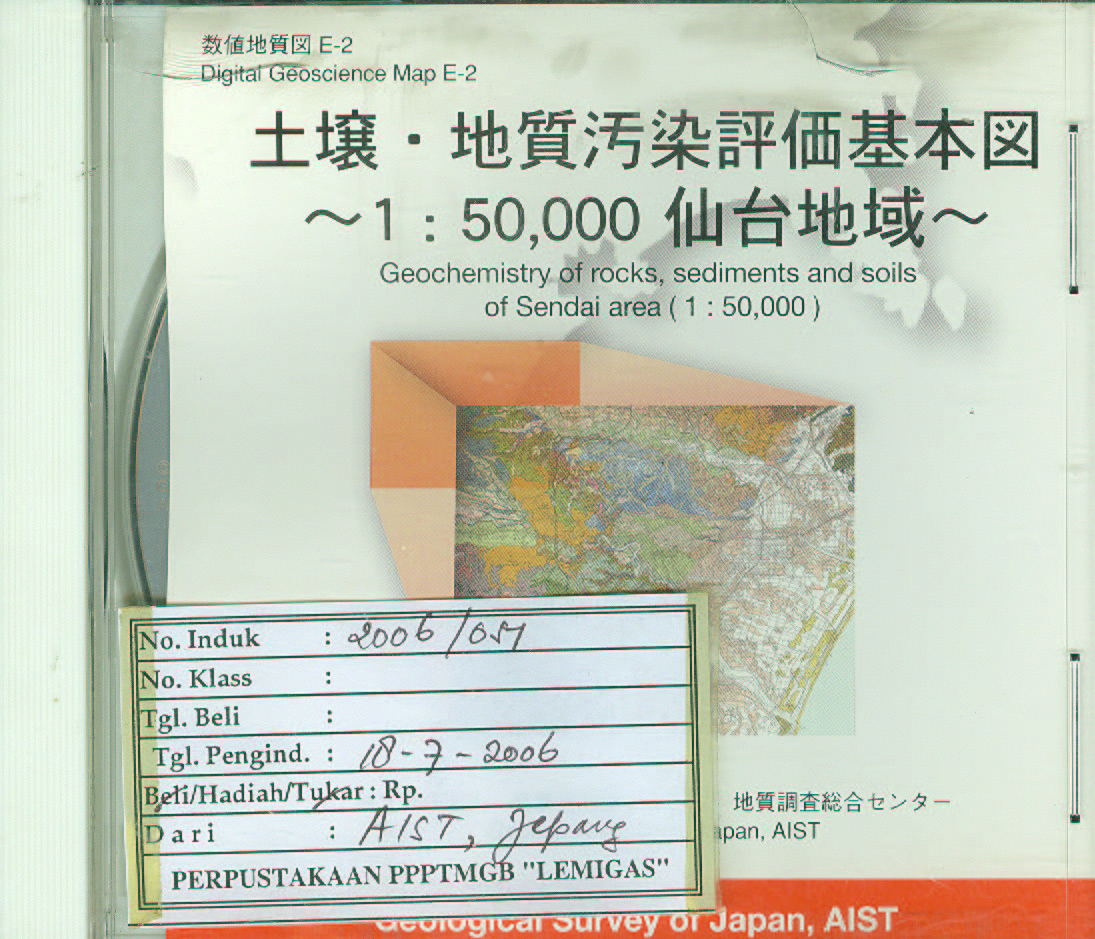 数値地質図 E-2
Digital Geoscience Map E-2
土壌・地質汚染評価基本図
～1：50,000 仙台地域～
Geochemistry of rocks, sediments and soils
of Sendai area ( 1 : 50,000 )
No. Induk : 2006/051
No. Klass :
Tgl. Beli :
Tgl. Pengind. : 18-7-2006
Beli/Hadiah/Tukar : Rp.
Dari : AIST, Jepang
PERPUSTAKAAN PPPTMGB "LEMIGAS"
地質調査総合センター
apan, AIST
Geological Survey of Japan, AIST